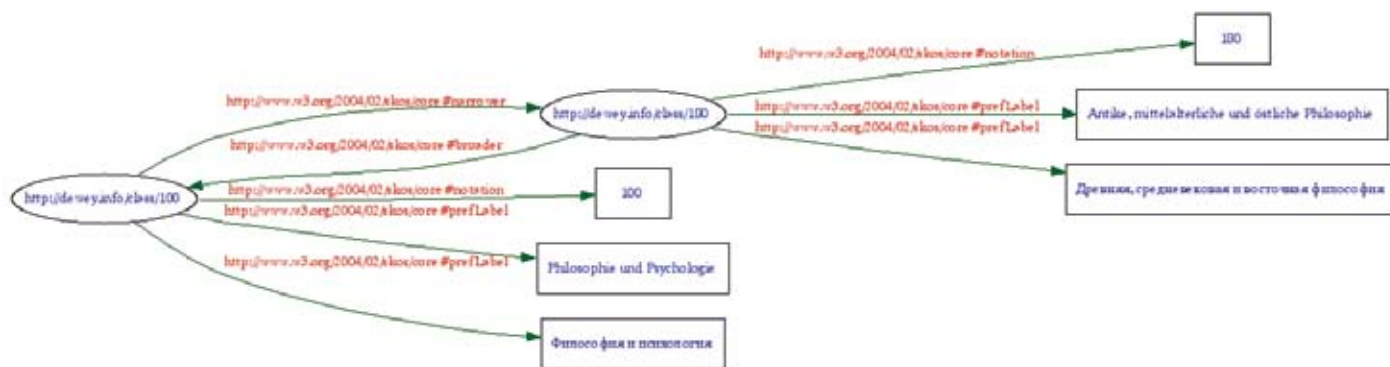 180
http://www.w3.org/2004/02/skos/core#notation
http://www.w3.org/2004/02/skos/core#narrower
http://dewey.info/class/180
http://www.w3.org/2004/02/skos/core#prefLabel
Antike, mittelalterliche und östliche Philosophie
http://www.w3.org/2004/02/skos/core#prefLabel
http://www.w3.org/2004/02/skos/core#broader
http://dewey.info/class/100
http://www.w3.org/2004/02/skos/core#notation
100
Древняя, средневековая и восточная философия
http://www.w3.org/2004/02/skos/core#prefLabel
http://www.w3.org/2004/02/skos/core#prefLabel
Philosophie und Psychologie
Философия и психология